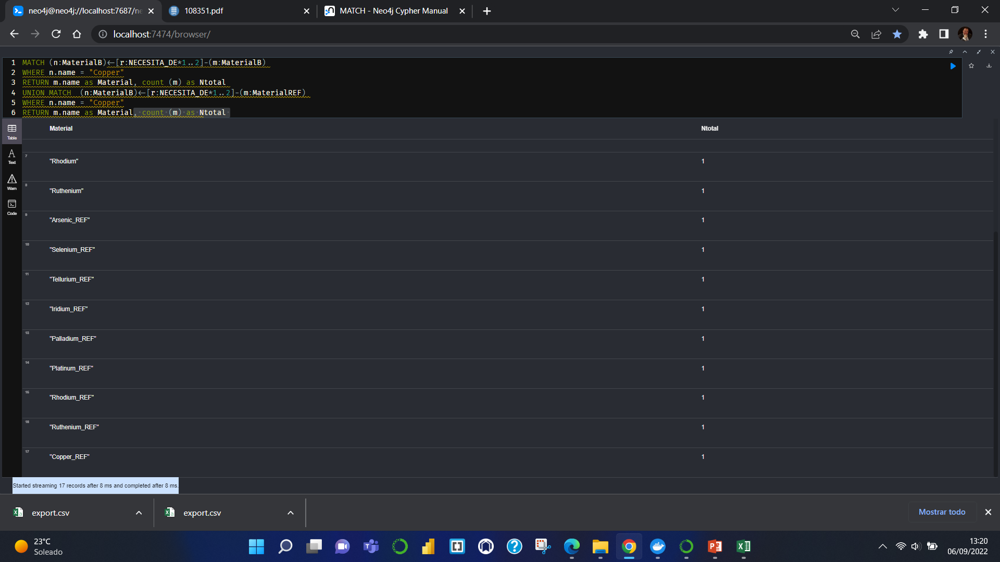 neo4j@neo4j://localhost:7687/ne
108351.pdf
MATCH - Neo4j Cypher Manual
localhost:7474/browser/
1 MATCH (n:MaterialB)<-[r:NECESITA_DE*1..2]-(m:MaterialB)
2 WHERE n.name = "Copper"
3 RETURN m.name as Material, count (m) as Ntotal
4 UNION MATCH  (n:MaterialB)<-[r:NECESITA_DE*1..2]-(m:MaterialREF)
5 WHERE n.name = "Copper"
6 RETURN m.name as Material, count (m) as Ntotal
Table
Text
Warn
Code
Material Ntotal
7 "Rhodium" 1
8 "Ruthenium" 1
9 "Arsenic_REF" 1
10 "Selenium_REF" 1
11 "Tellurium_REF" 1
12 "Iridium_REF" 1
13 "Palladium_REF" 1
14 "Platinum_REF" 1
15 "Rhodium_REF" 1
16 "Ruthenium_REF" 1
17 "Copper_REF" 1
Started streaming 17 records after 8 ms and completed after 8 ms.
export.csv
export.csv
Mostrar todo
23°C
Soleado
13:20
06/09/2022